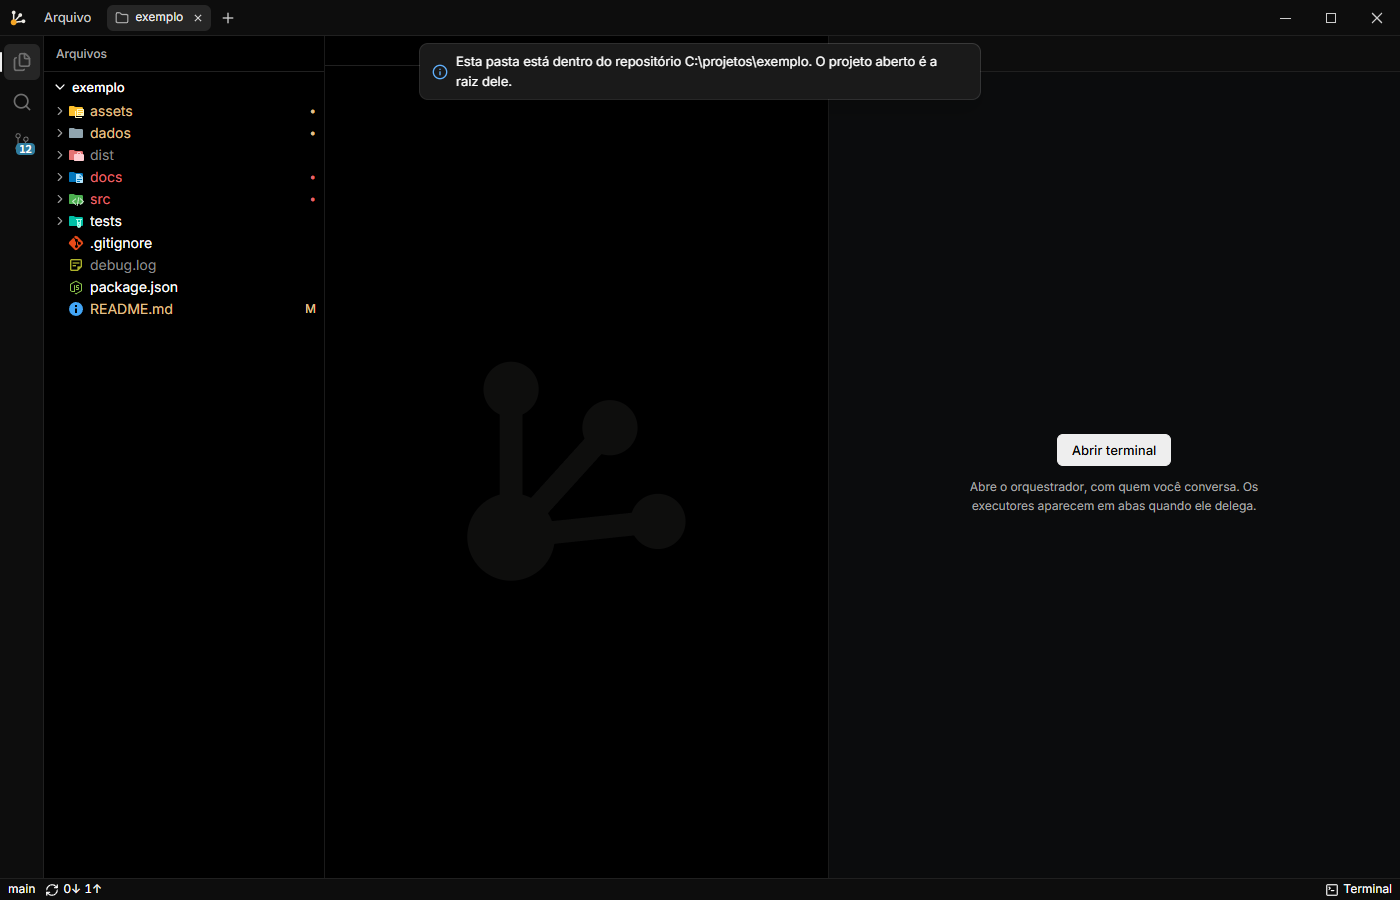 Arquivo
exemplo
Arquivos
Esta pasta está dentro do repositório C:\projetos\exemplo. O projeto aberto é a
raiz dele.
exemplo
assets
dados
dist
docs
src
tests
.gitignore
debug.log
package.json
README.md M
12
Abrir terminal
Abre o orquestrador, com quem você conversa. Os
executores aparecem em abas quando ele delega.
main 0↓ 1↑
Terminal